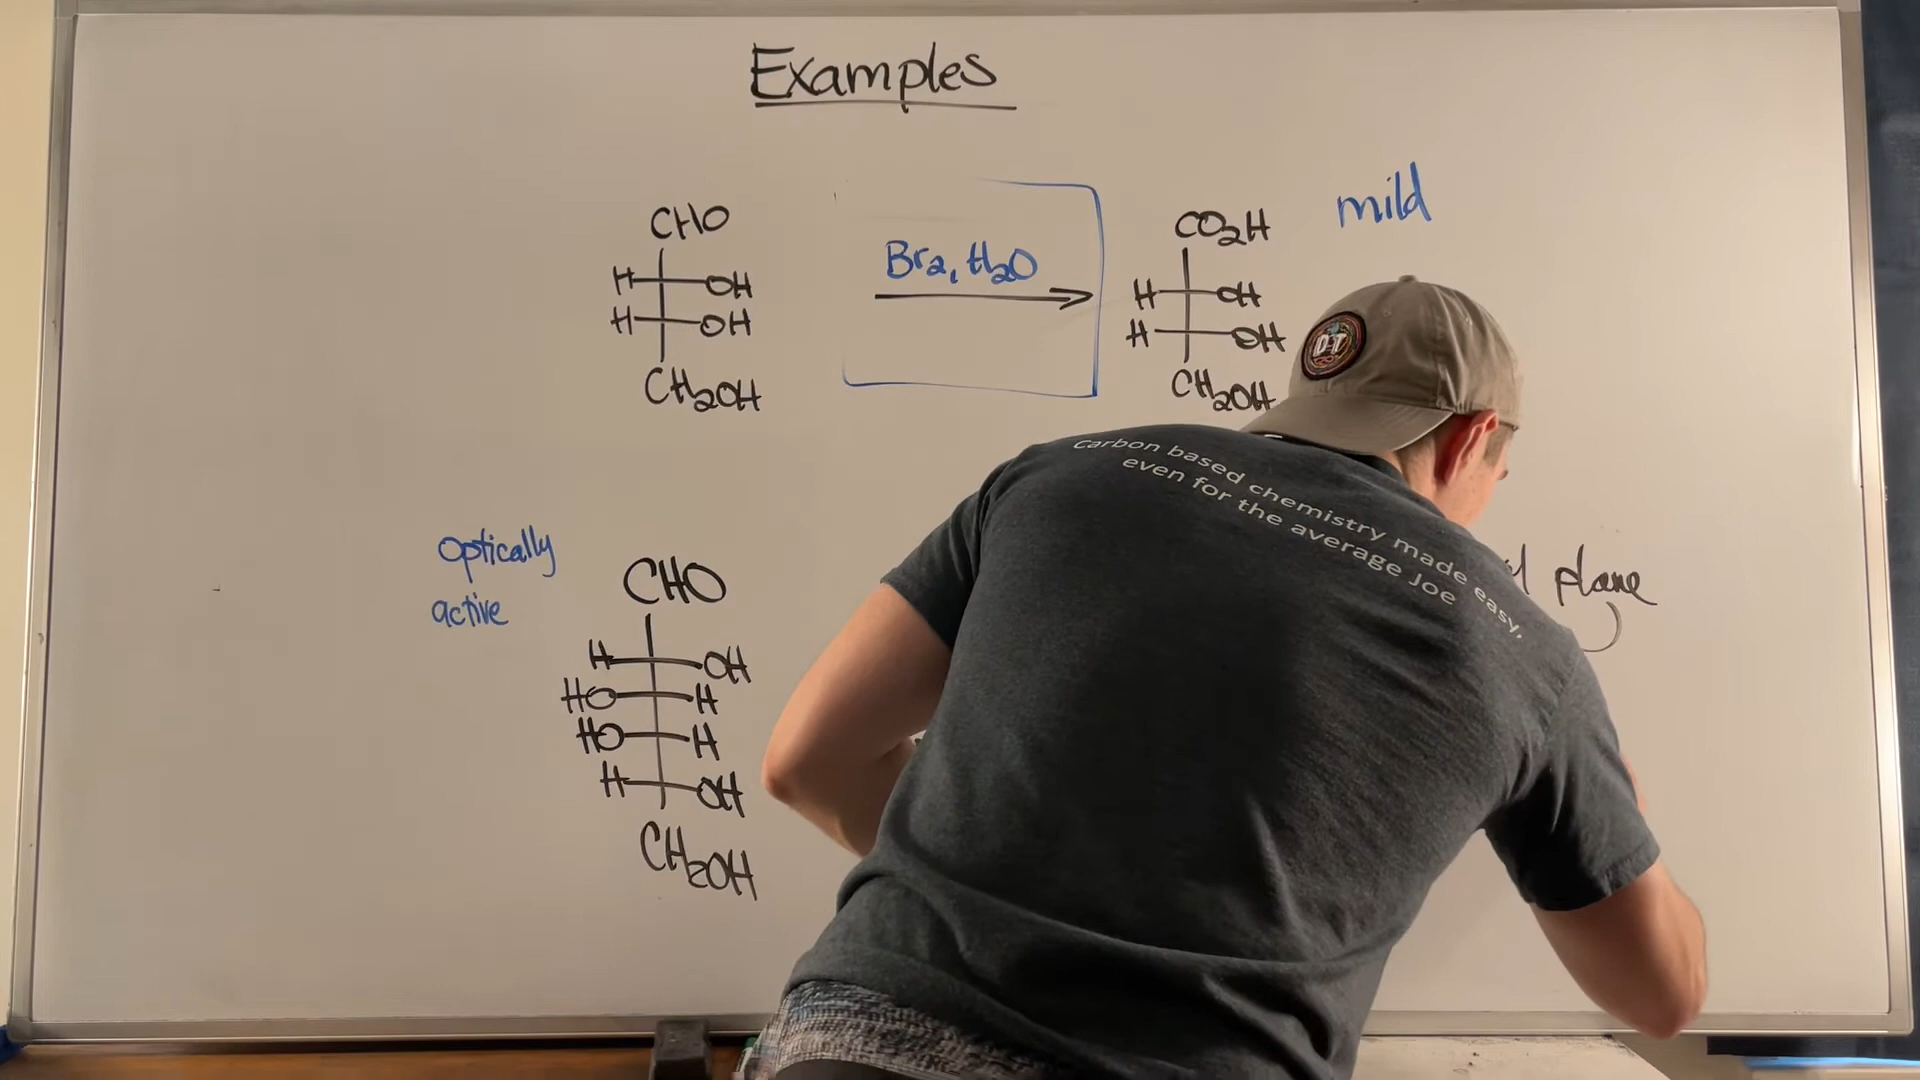 Examples
CHO
H OH
H OH
CH₂OH
Br₂, H₂O
CO₂H
H OH
H OH
CH₂OH
mild
DT
Carbon based chemistry made easy,
even for the average Joe
optically
active
CHO
H OH
HO H
HO H
H OH
CH₂OH
plane